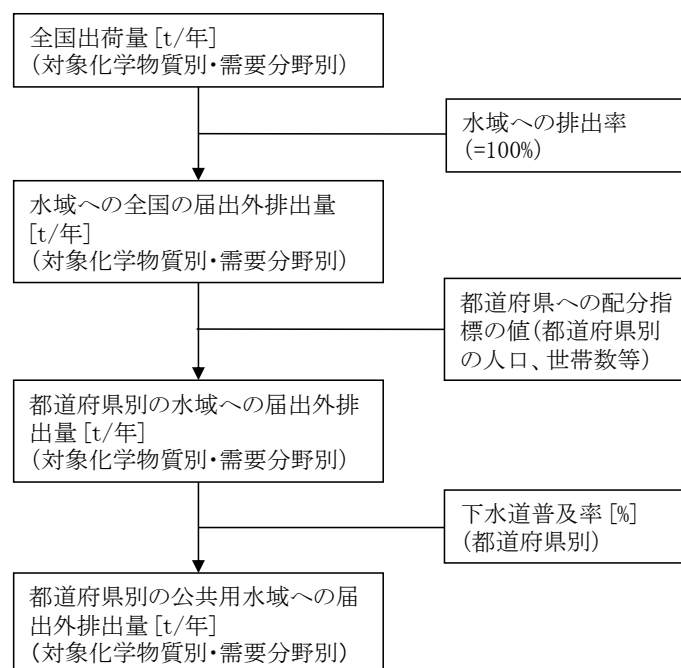 全国出荷量[t/年]
(対象化学物質別・需要分野別)
水域への排出率
(=100%)
水域への全国の届出外排出量
[t/年]
(対象化学物質別・需要分野別)
都道府県への配分指
標の値(都道府県別
の人口、世帯数等)
都道府県別の水域への届出外排
出量[t/年]
(対象化学物質別・需要分野別)
下水道普及率[%]
(都道府県別)
都道府県別の公共用水域への届
出外排出量[t/年]
(対象化学物質別・需要分野別)